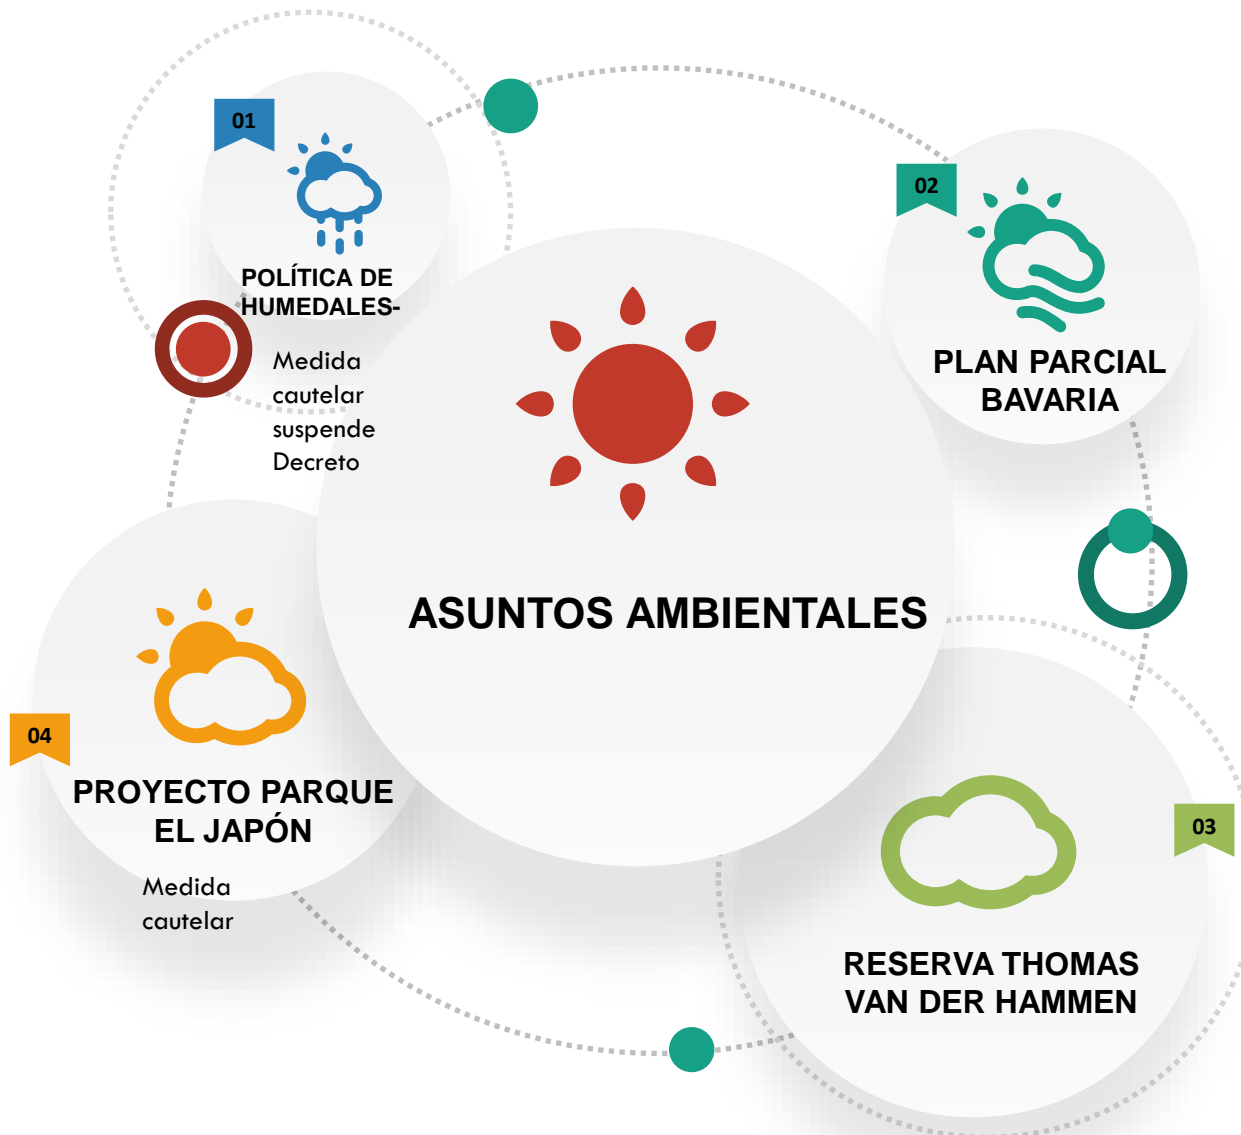 01
POLÍTICA DE
HUMEDALES-
Medida
cautelar
suspende
Decreto
02
PLAN PARCIAL
BAVARIA
ASUNTOS AMBIENTALES
04
PROYECTO PARQUE
EL JAPÓN
Medida
cautelar
03
RESERVA THOMAS
VAN DER HAMMEN